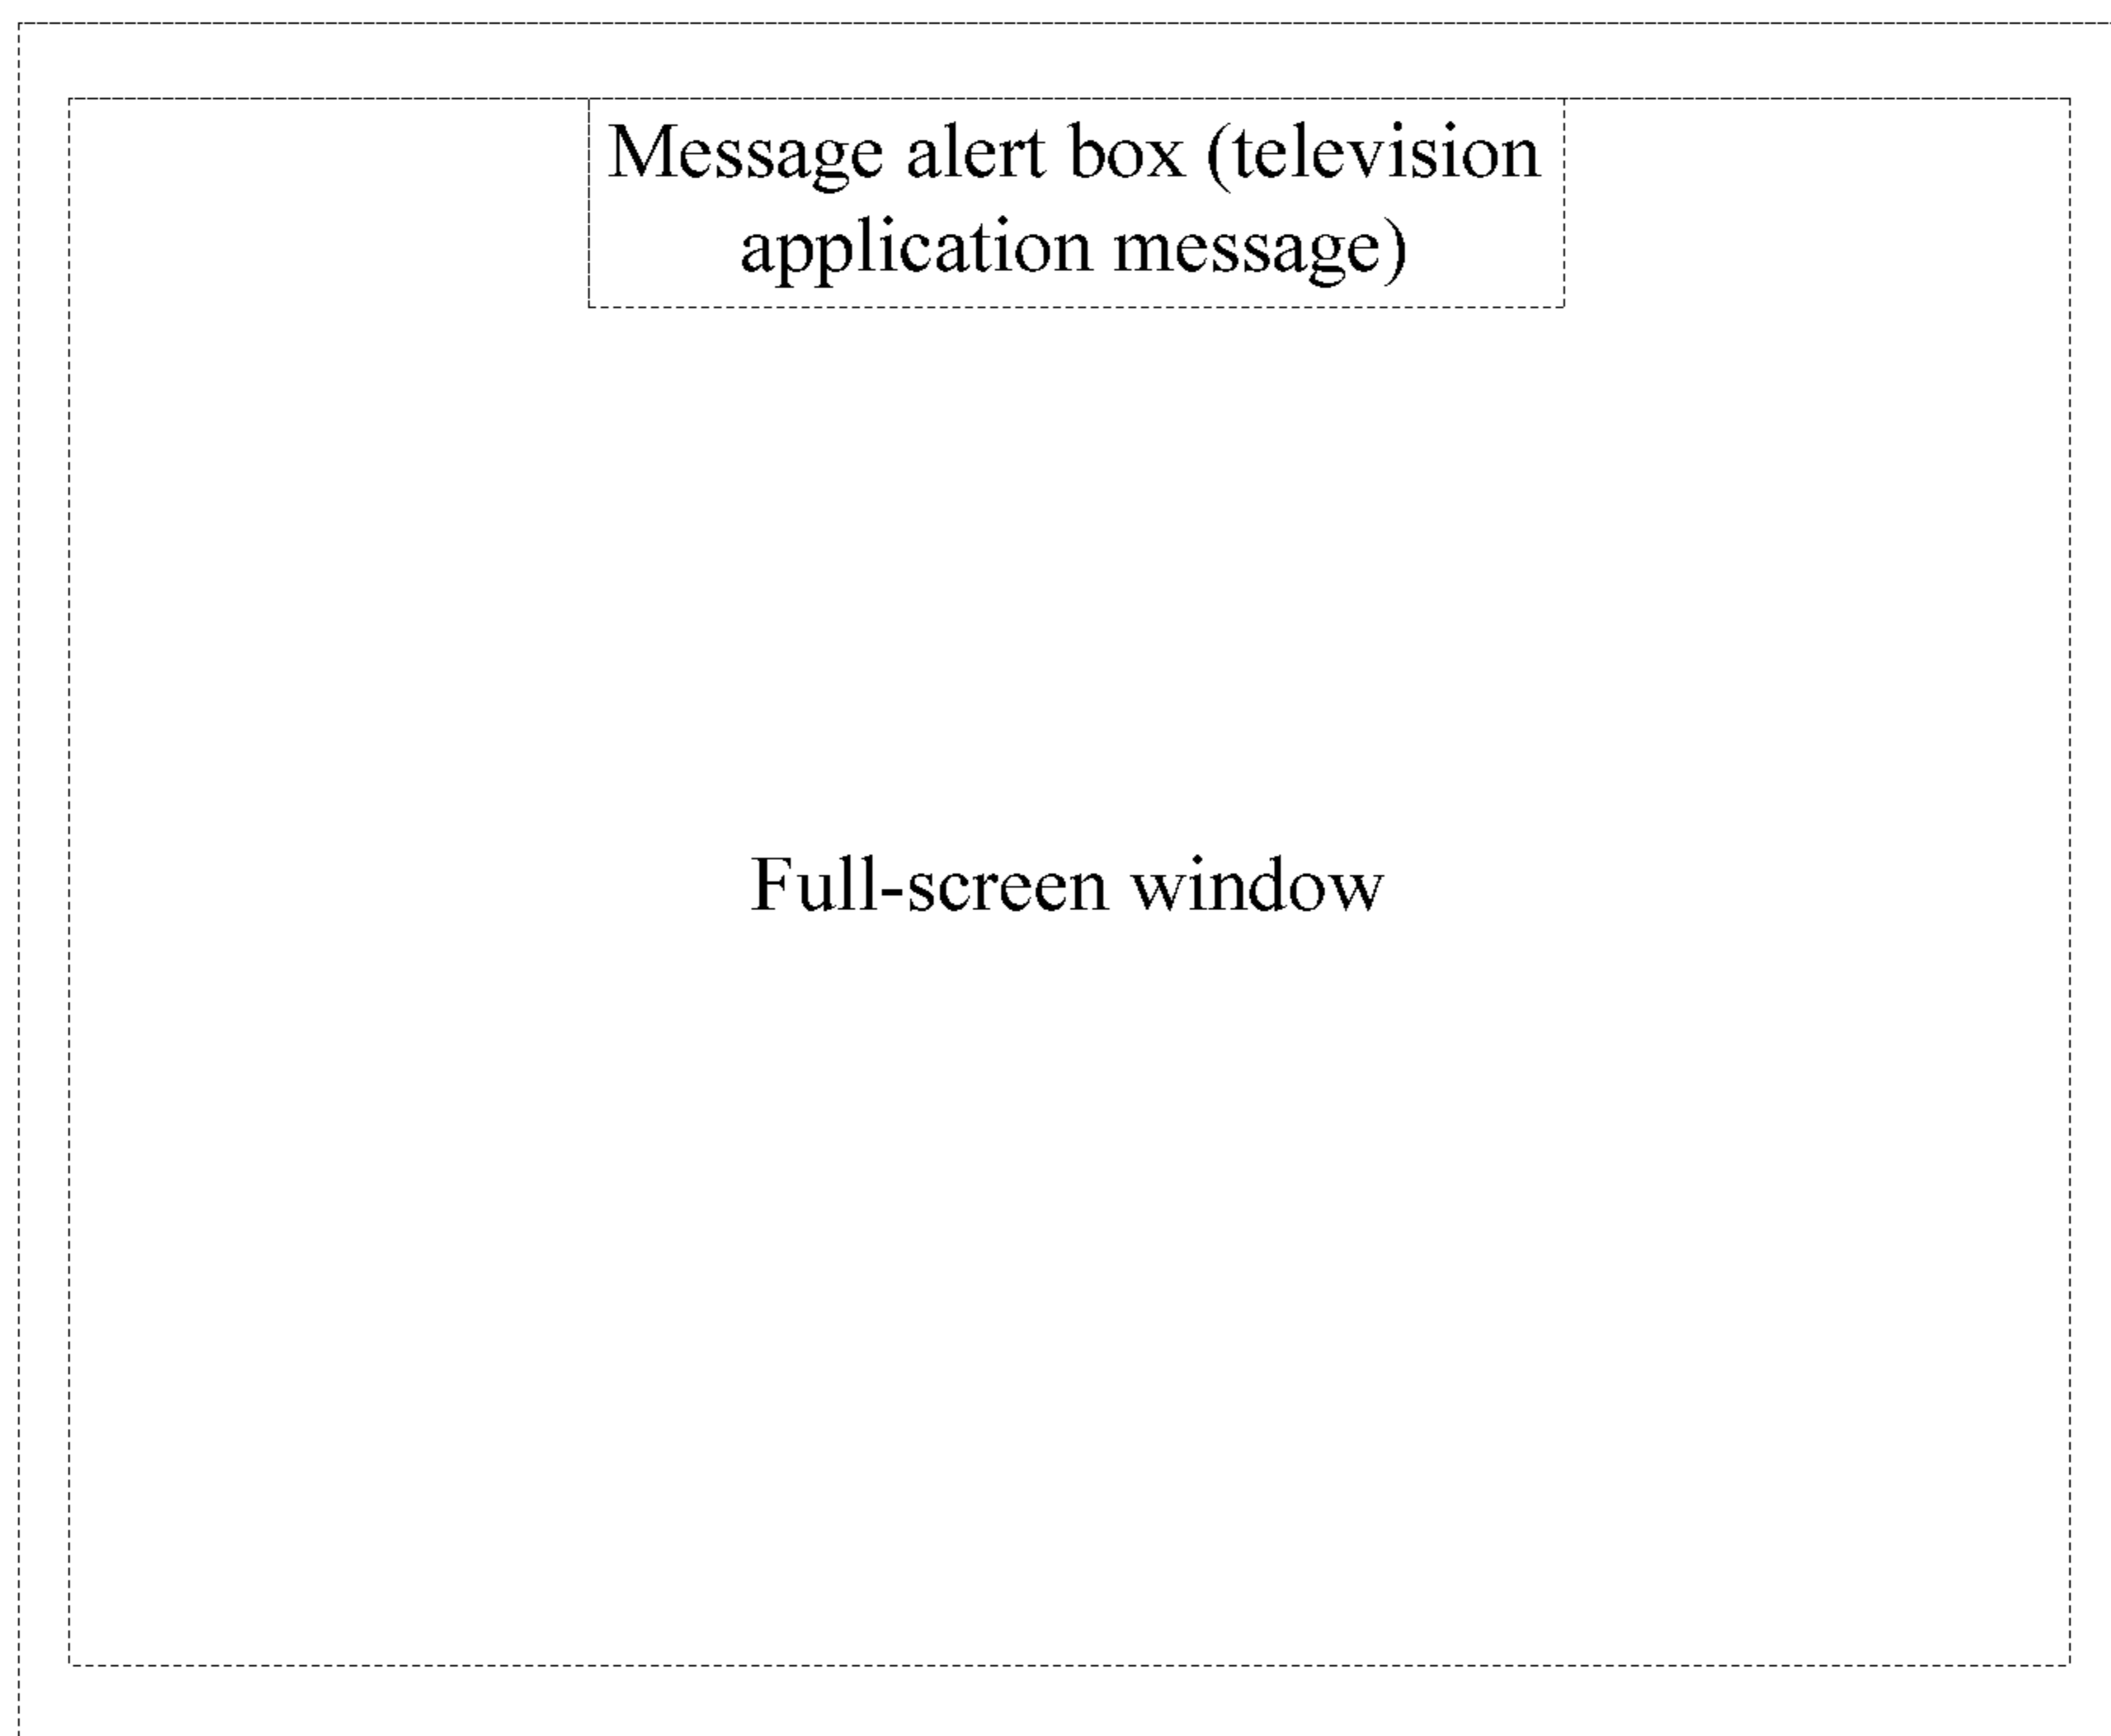 Message alert box (television
application message)
Full-screen window